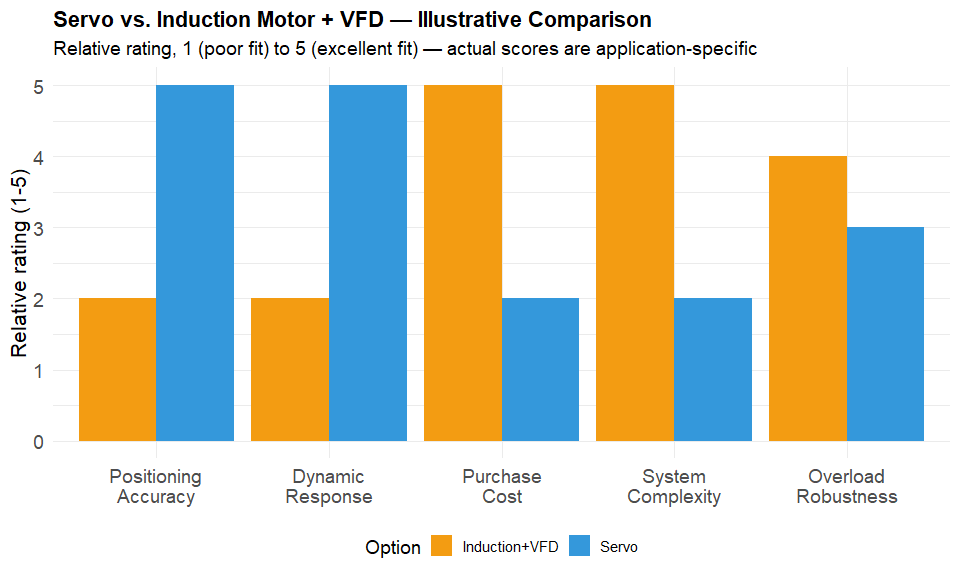 Servo vs. Induction Motor + VFD — Illustrative Comparison
Relative rating, 1 (poor fit) to 5 (excellent fit) — actual scores are application-specific
Relative rating (1-5)
5
4
3
2
1
0
Positioning
Accuracy
Dynamic
Response
Purchase
Cost
System
Complexity
Overload
Robustness
Option
Induction+VFD
Servo